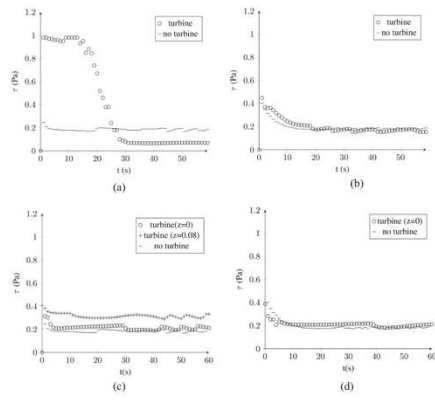 1.2
1
0.8
0.6
0.4
0.2
0
τ (Pa)
0 10 20 30 40 50
t (s)
turbine
no turbine
(a)
1.2
1
0.8
0.6
0.4
0.2
0
τ (Pa)
0 10 20 30 40 50
t (s)
turbine
no turbine
(b)
1.2
1
0.8
0.6
0.4
0.2
0
τ (Pa)
0 10 20 30 40 50 60
t(s)
turbine(z=0)
turbine (z=0.08)
no turbine
(c)
1.2
1
0.8
0.6
0.4
0.2
0
τ (Pa)
0 10 20 30 40 50 60
t(s)
turbine (z=0)
no turbine
(d)